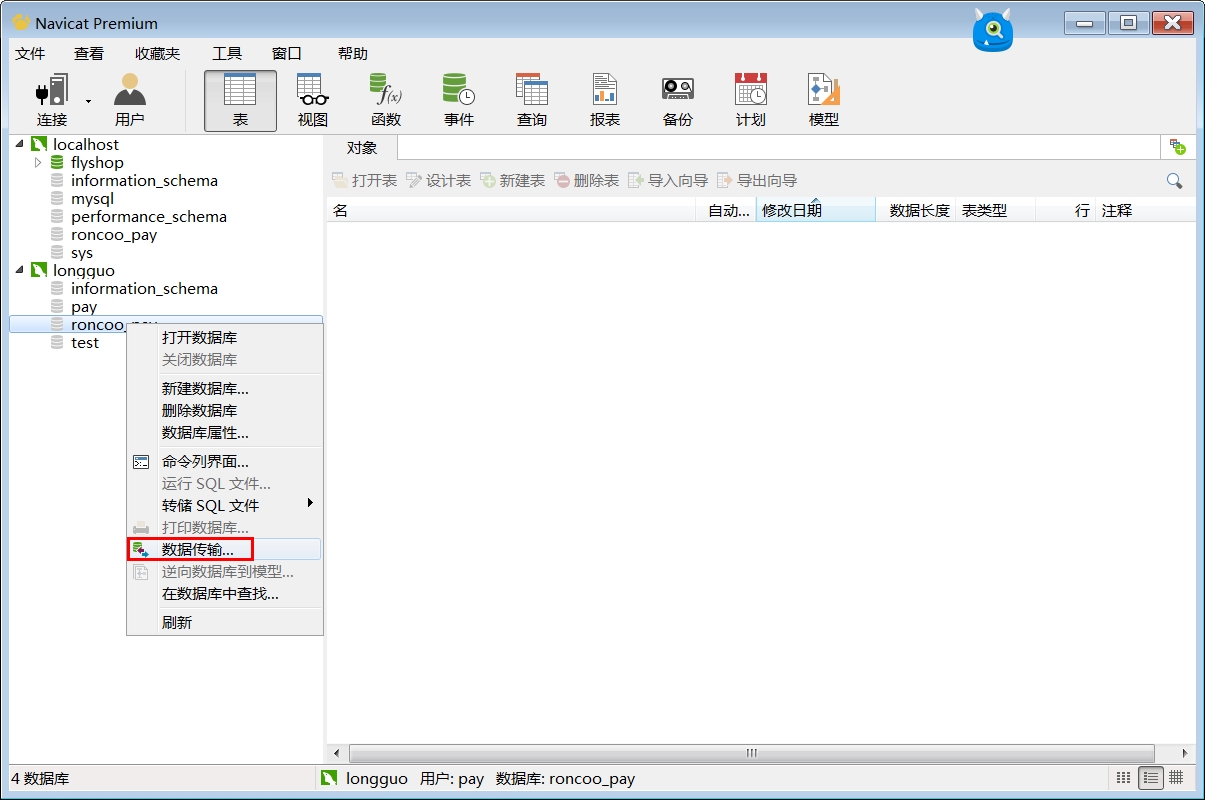 Navicat Premium
文件 查看 收藏夹 工具 窗口 帮助
连接 用户 表 视图 函数 事件 查询 报表 备份 计划 模型
localhost
flyshop
information_schema
mysql
performance_schema
roncoo_pay
sys
longguo
information_schema
pay
roncoo_pay
test
打开数据库
关闭数据库
新建数据库...
删除数据库
数据库属性...
命令列界面...
运行 SQL 文件...
转储 SQL 文件
打印数据库...
数据传输...
逆向数据库到模型...
在数据库中查找...
刷新
对象
打开表 设计表 新建表 删除表 导入向导 导出向导
名 自动... 修改日期 数据长度 表类型 行 注释
4 数据库 longguo 用户: pay 数据库: roncoo_pay